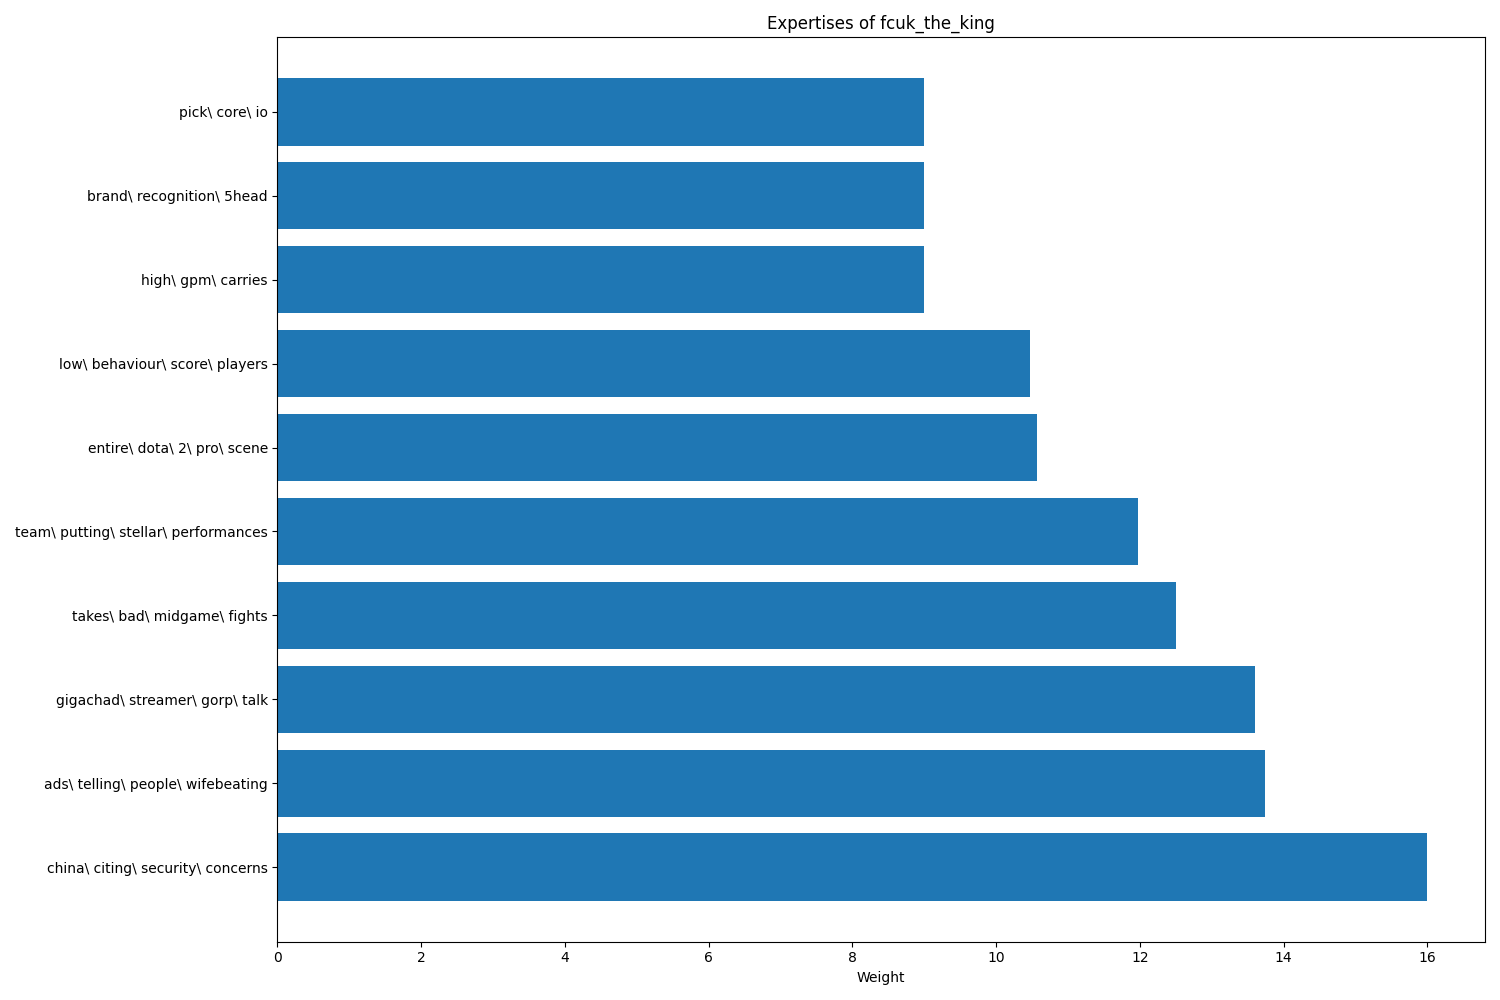 Expertises of fcuk_the_king
pick\ core\ io
brand\ recognition\ 5head
high\ gpm\ carries
low\ behaviour\ score\ players
entire\ dota\ 2\ pro\ scene
team\ putting\ stellar\ performances
takes\ bad\ midgame\ fights
gigachad\ streamer\ gorp\ talk
ads\ telling\ people\ wifebeating
china\ citing\ security\ concerns
0 2 4 6 8 10 12 14 16
Weight